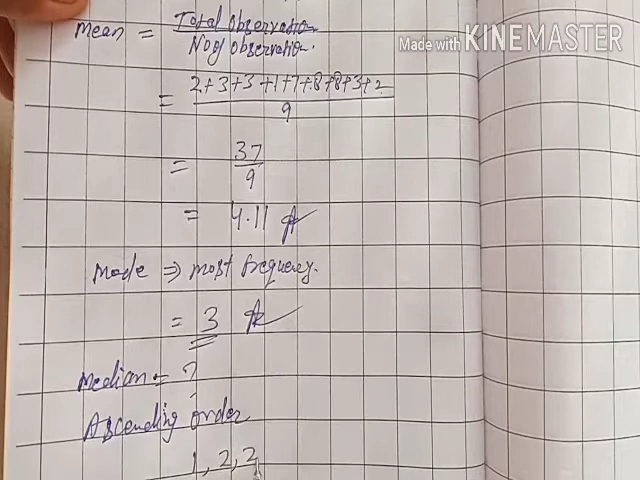 Made with KINEMASTER
Mean = Total Observation
No of observation.
= 2+3+3+1+7+8+8+3+2
9
= 37
9
= 4.11
Mode ⇒ most frequency.
= 3
Median = ?
Ascending order
1, 2, 2,